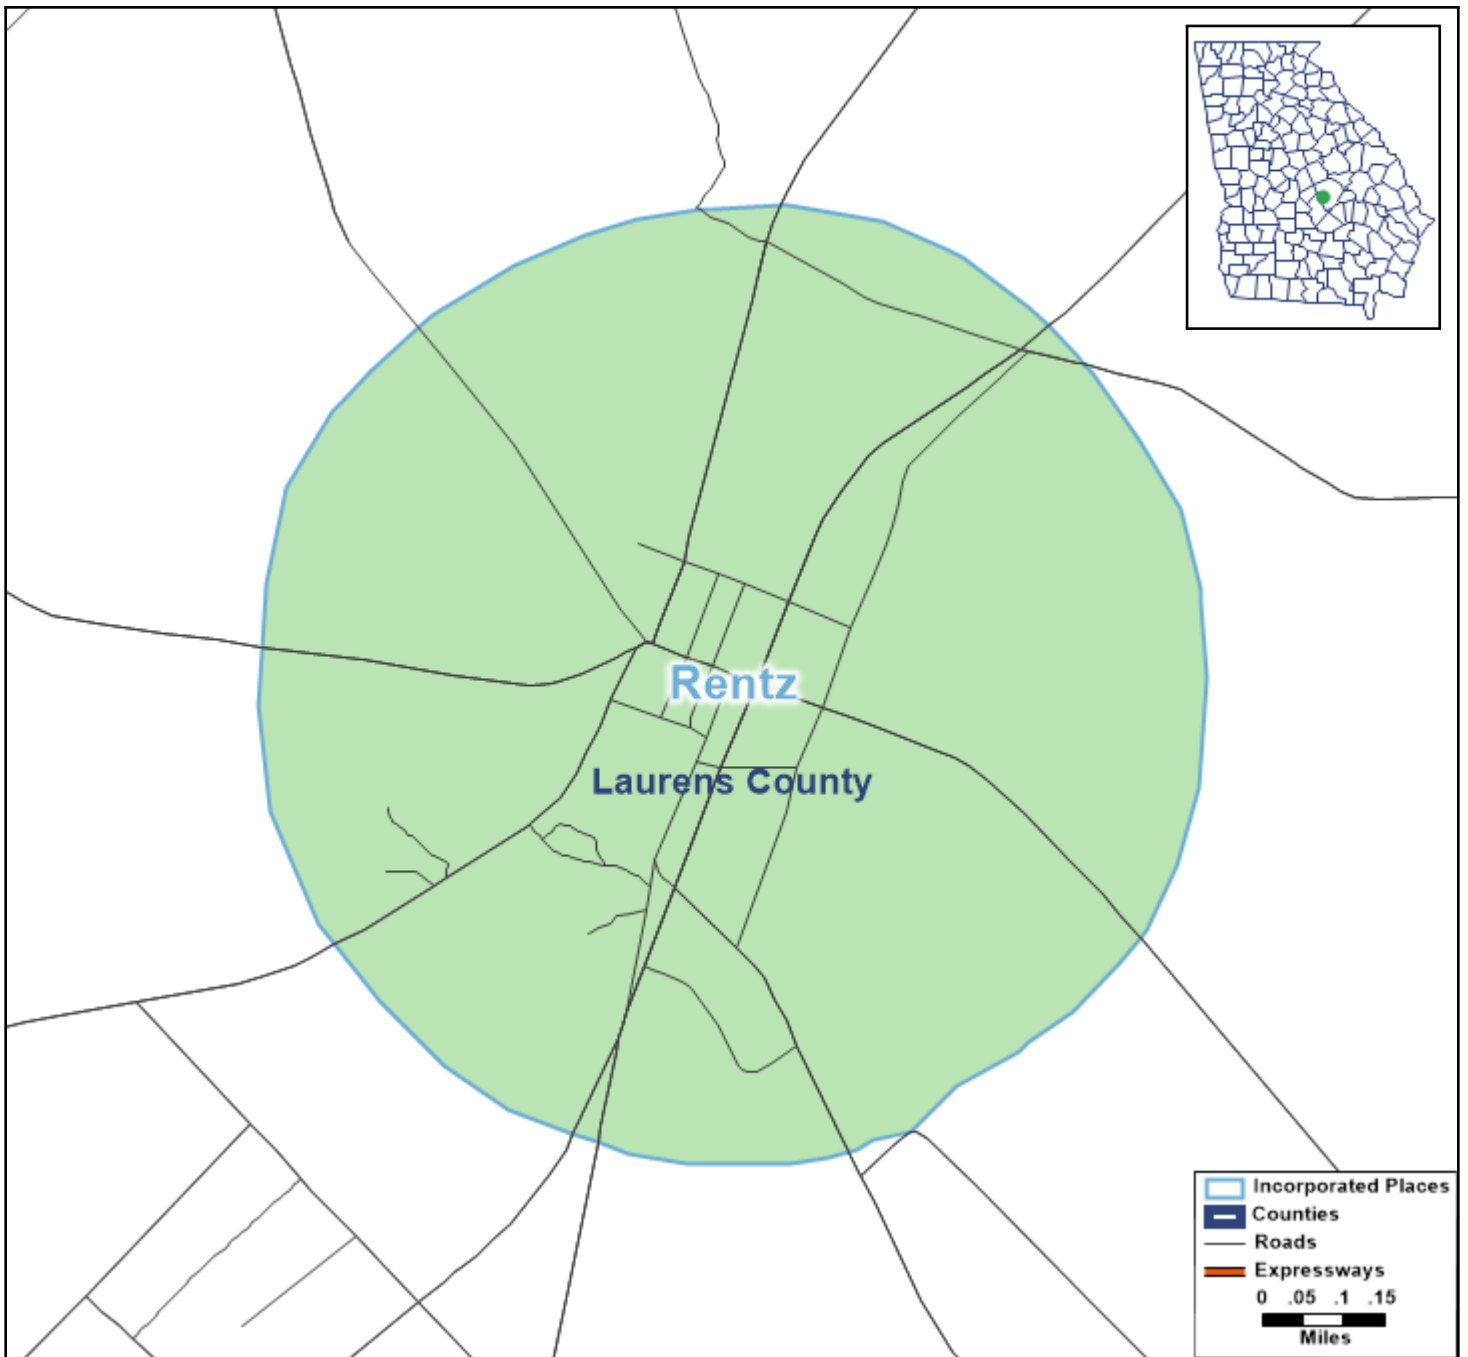 Rentz
Laurens County
Incorporated Places
Counties
Roads
Expressways
0 .05 .1 .15
Miles